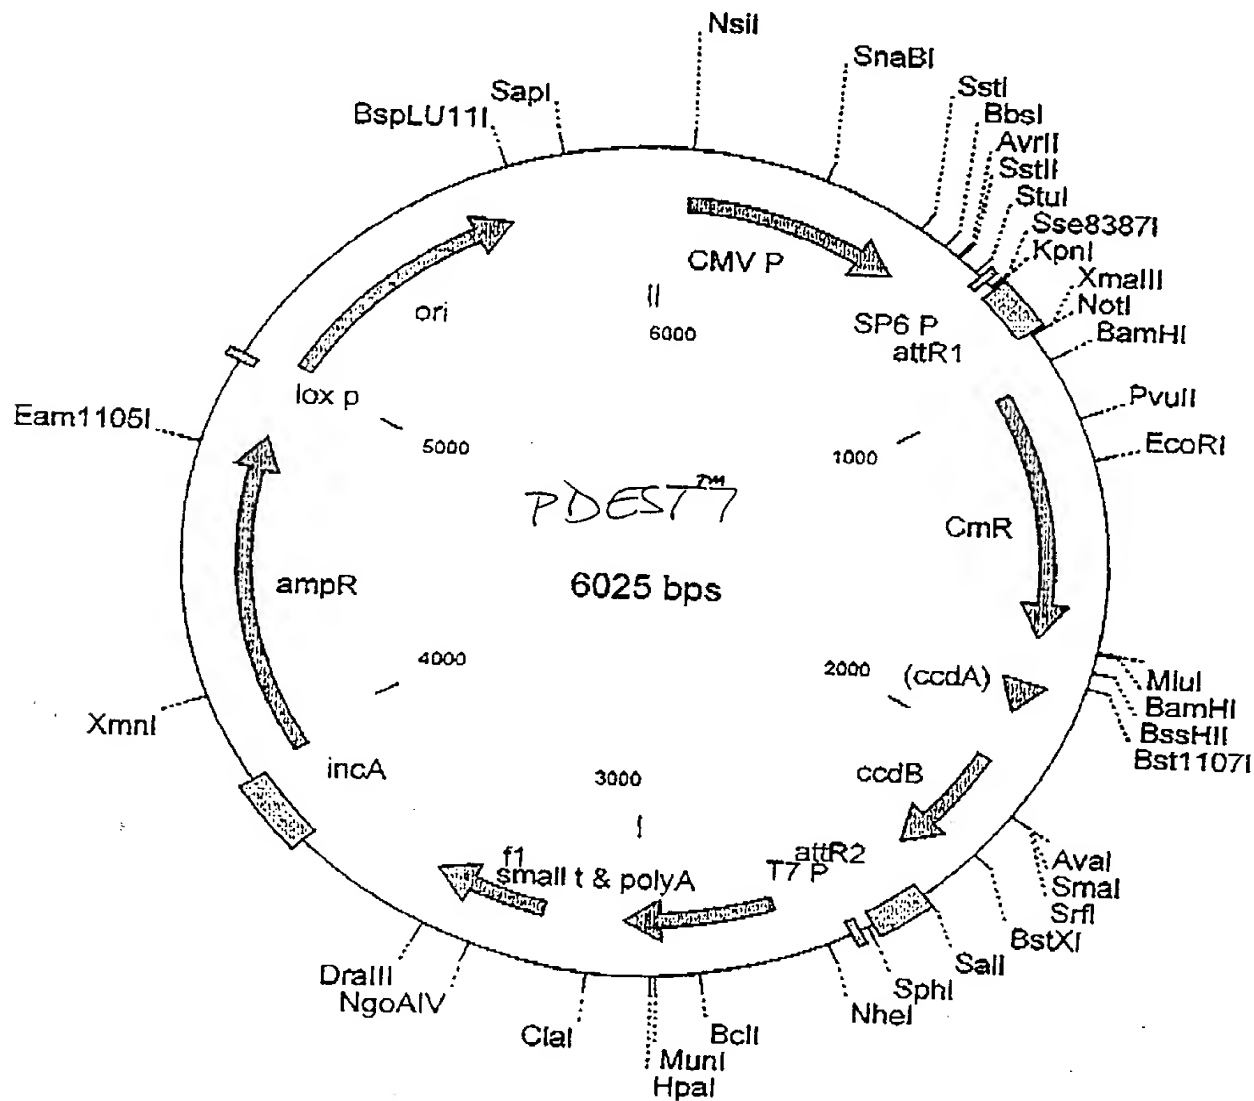 NsiI
SnaBI
SstI
BbsI
AvrII
SstII
StuI
Sse8387I
KpnI
XmaIII
NotI
BamHI
PvuII
EcoRI
MluI
BamHI
BssHII
Bst1107I
AvaI
SmaI
SrfI
BstXI
SalI
SphI
NheI
BclI
MunI
HpaI
ClaI
NgoAIV
DraIII
XmnI
Eam1105I
BspLU11I
SapI
CMV P
SP6 P
attR1
CmR
(ccdA)
ccdB
attR2
T7 P
small t & polyA
f1
incA
ampR
lox p
ori
6000
1000
2000
3000
4000
5000
pDEST™7
6025 bps